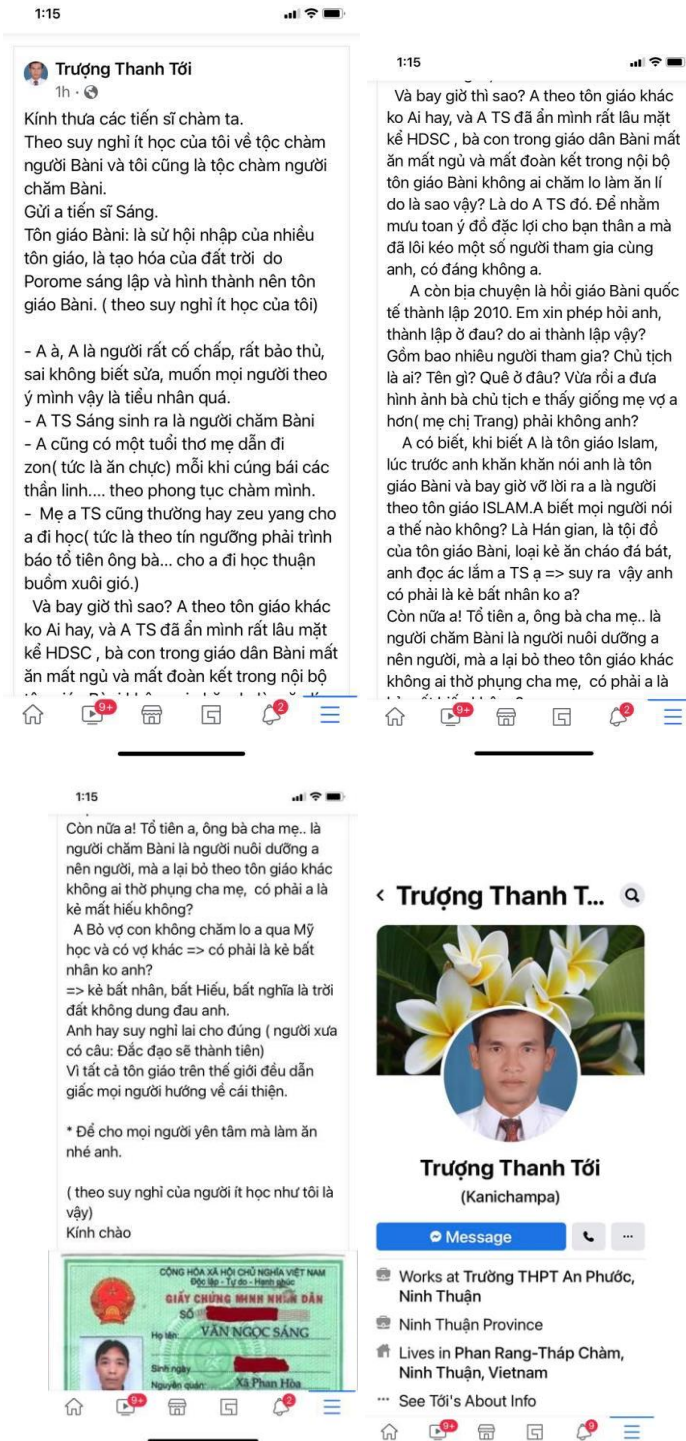 1:15
Trượng Thanh Tới
1h
Kính thưa các tiến sĩ chàm ta.
Theo suy nghỉ ít học của tôi về tộc chàm
người Bàni và tôi cũng là tộc chàm người
chăm Bàni.
Gửi a tiến sĩ Sáng.
Tôn giáo Bàni: là sử hội nhập của nhiều
tôn giáo, là tạo hóa của đất trời do
Porome sáng lập và hình thành nên tôn
giáo Bàni. ( theo suy nghỉ ít học của tôi)
- A à, A là người rất cố chấp, rất bảo thủ,
sai không biết sửa, muốn mọi người theo
ý mình vậy là tiểu nhân quá.
- A TS Sáng sinh ra là người chăm Bàni
- A cũng có một tuổi thơ mẹ dẫn đi
zon( tức là ăn chực) mỗi khi cúng bái các
thần linh.... theo phong tục chàm mình.
- Mẹ a TS cũng thường hay zeu yang cho
a đi học( tức là theo tín ngưỡng phải trình
báo tổ tiên ông bà... cho a đi học thuận
buồm xuôi gió.)
Và bay giờ thì sao? A theo tôn giáo khác
ko Ai hay, và A TS đã ẩn mình rất lâu mặt
kể HDSC , bà con trong giáo dân Bàni mất
ăn mất ngủ và mất đoàn kết trong nội bộ
9+
2
1:15
Và bay giờ thì sao? A theo tôn giáo khác
ko Ai hay, và A TS đã ẩn mình rất lâu mặt
kể HDSC , bà con trong giáo dân Bàni mất
ăn mất ngủ và mất đoàn kết trong nội bộ
tôn giáo Bàni không ai chăm lo làm ăn lí
do là sao vậy? Là do A TS đó. Để nhằm
mưu toan ý đồ đặc lợi cho bạn thân a mà
đã lôi kéo một số người tham gia cùng
anh, có đáng không a.
A còn bịa chuyện là hồi giáo Bàni quốc
tế thành lập 2010. Em xin phép hỏi anh,
thành lập ở đau? do ai thành lập vậy?
Gồm bao nhiêu người tham gia? Chủ tịch
là ai? Tên gì? Quê ở đâu? Vừa rồi a đưa
hình ảnh bà chủ tịch e thấy giống mẹ vợ a
hơn( mẹ chị Trang) phải không anh?
A có biết, khi biết A là tôn giáo Islam,
lúc trước anh khăn khăn nói anh là tôn
giáo Bàni và bay giờ vỡ lời ra a là người
theo tôn giáo ISLAM.A biết mọi người nói
a thế nào không? Là Hán gian, là tội đồ
của tôn giáo Bàni, loại kẻ ăn cháo đá bát,
anh đọc ác lắm a TS ạ => suy ra vậy anh
có phải là kẻ bất nhân ko a?
Còn nữa a! Tổ tiên a, ông bà cha mẹ.. là
người chăm Bàni là người nuôi dưỡng a
nên người, mà a lại bỏ theo tôn giáo khác
không ai thờ phụng cha mẹ, có phải a là
9+
2
1:15
Còn nữa a! Tổ tiên a, ông bà cha mẹ.. là
người chăm Bàni là người nuôi dưỡng a
nên người, mà a lại bỏ theo tôn giáo khác
không ai thờ phụng cha mẹ, có phải a là
kẻ mất hiếu không?
A Bỏ vợ con không chăm lo a qua Mỹ
học và có vợ khác => có phải là kẻ bất
nhân ko anh?
=> kẻ bất nhân, bất Hiếu, bất nghĩa là trời
đất không dung đau anh.
Anh hay suy nghỉ lai cho đúng ( người xưa
có câu: Đắc đạo sẽ thành tiên)
Vì tất cả tôn giáo trên thế giới đều dẫn
giấc mọi người hướng về cái thiện.
* Để cho mọi người yên tâm mà làm ăn
nhé anh.
( theo suy nghỉ của người ít học như tôi là
vậy)
Kính chào
CỘNG HÒA XÃ HỘI CHỦ NGHĨA VIỆT NAM
Độc lập - Tự do - Hạnh phúc
GIẤY CHỨNG MINH NHÂN DÂN
SỐ
Họ tên: VĂN NGỌC SÁNG
Sinh ngày
Nguyên quán: Xã Phan Hòa
9+
2
Trượng Thanh T...
Trượng Thanh Tới
(Kanichampa)
Message
Works at Trường THPT An Phước,
Ninh Thuận
Ninh Thuận Province
Lives in Phan Rang-Tháp Chàm,
Ninh Thuận, Vietnam
See Tới's About Info
9+
9